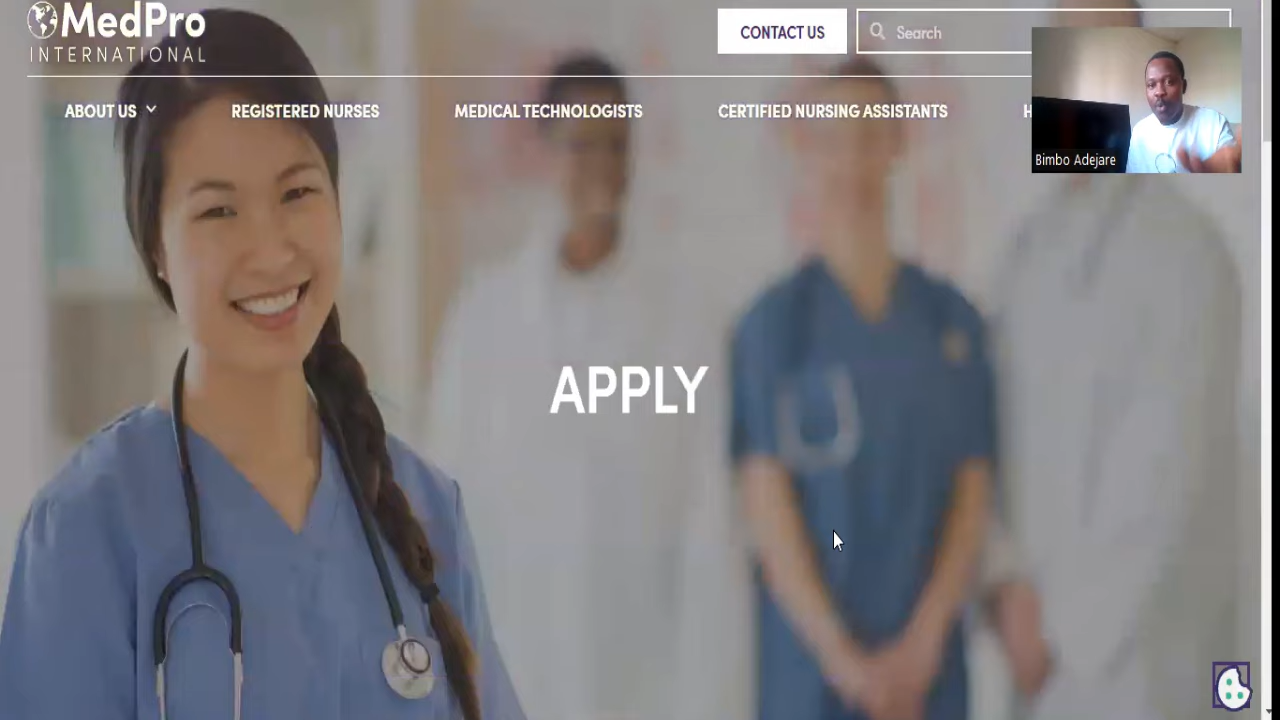 MedPro
INTERNATIONAL
CONTACT US
Search
ABOUT US
REGISTERED NURSES
MEDICAL TECHNOLOGISTS
CERTIFIED NURSING ASSISTANTS
H
Bimbo Adejare
APPLY